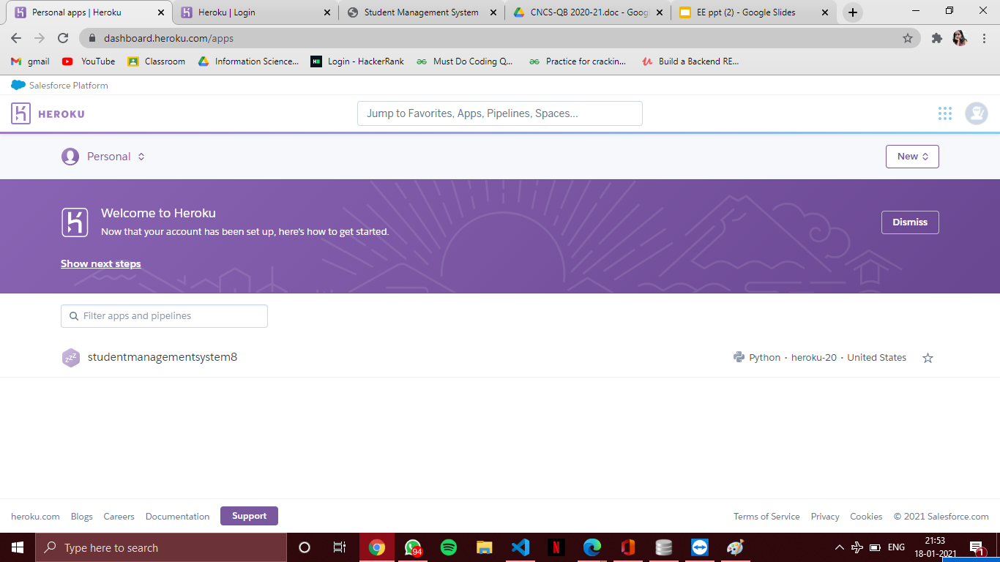 Personal apps | Heroku
Heroku | Login
Student Management System
CNCS-QB 2020-21.doc - Goog
EE ppt (2) - Google Slides
dashboard.heroku.com/apps
gmail
YouTube
Classroom
Information Science...
Login - HackerRank
Must Do Coding Q...
Practice for crackin...
Build a Backend RE...
Salesforce Platform
HEROKU
Jump to Favorites, Apps, Pipelines, Spaces...
Personal
New
Welcome to Heroku
Now that your account has been set up, here's how to get started.
Dismiss
Show next steps
Filter apps and pipelines
studentmanagementsystem8
Python · heroku-20 · United States
heroku.com Blogs Careers Documentation Support
Terms of Service Privacy Cookies © 2021 Salesforce.com
Type here to search
94
ENG
21:53
18-01-2021
1